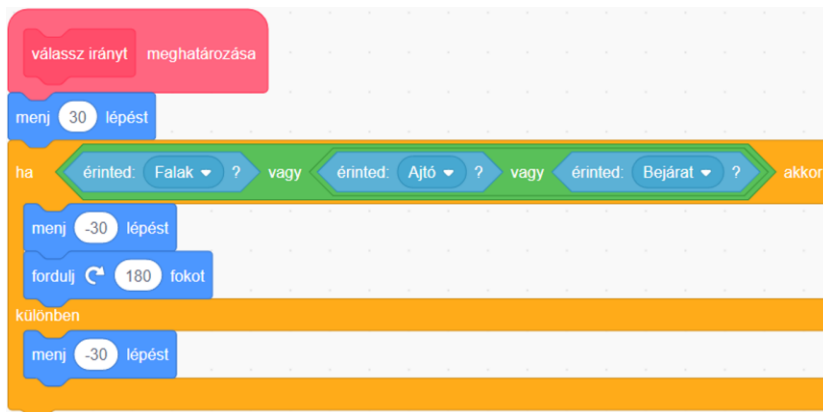 válassz irányt meghatározása
menj 30 lépést
ha érinted: Falak ? vagy érinted: Ajtó ? vagy érinted: Bejárat ? akkor
menj -30 lépést
fordulj 180 fokot
különben
menj -30 lépést